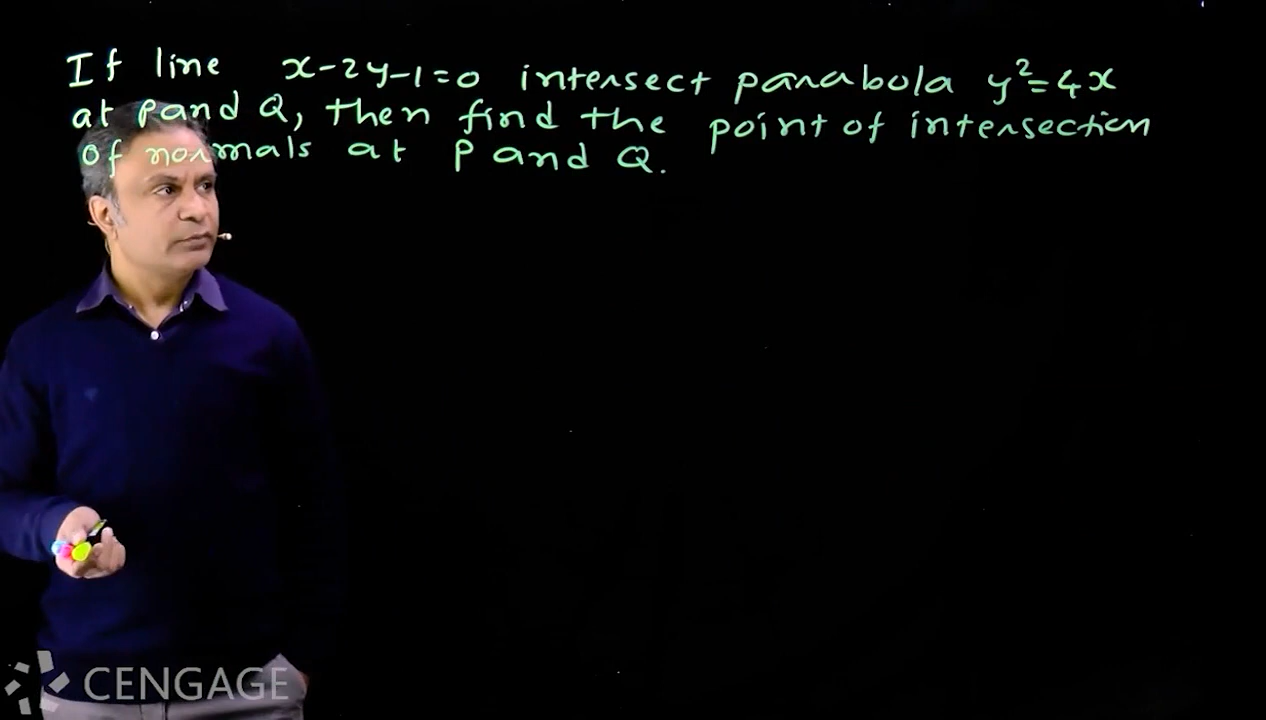 If line x-2y-1=0 intersect parabola y²=4x
at P and Q, then find the point of intersection
of normals at P and Q.
CENGAGE